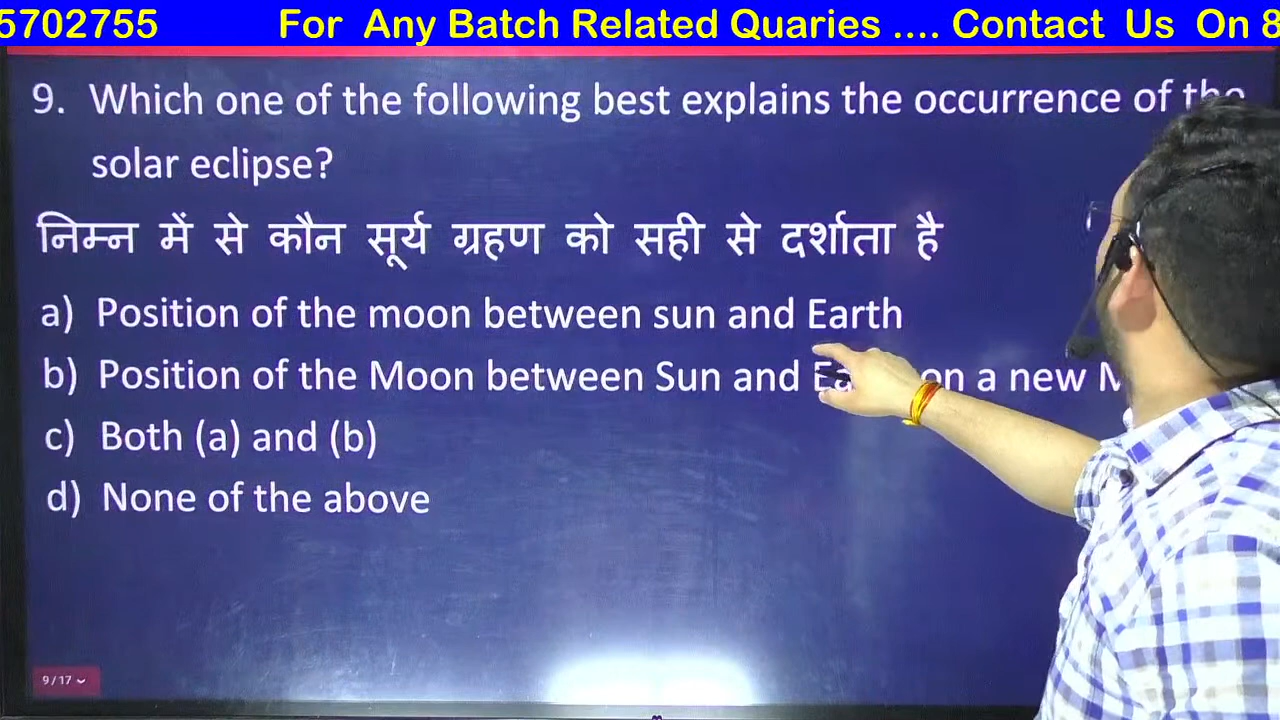 5702755 For Any Batch Related Quaries .... Contact Us On 8
9. Which one of the following best explains the occurrence of the
solar eclipse?
निम्न में से कौन सूर्य ग्रहण को सही से दर्शाता है
a) Position of the moon between sun and Earth
b) Position of the Moon between Sun and on a new
c) Both (a) and (b)
d) None of the above
9/17